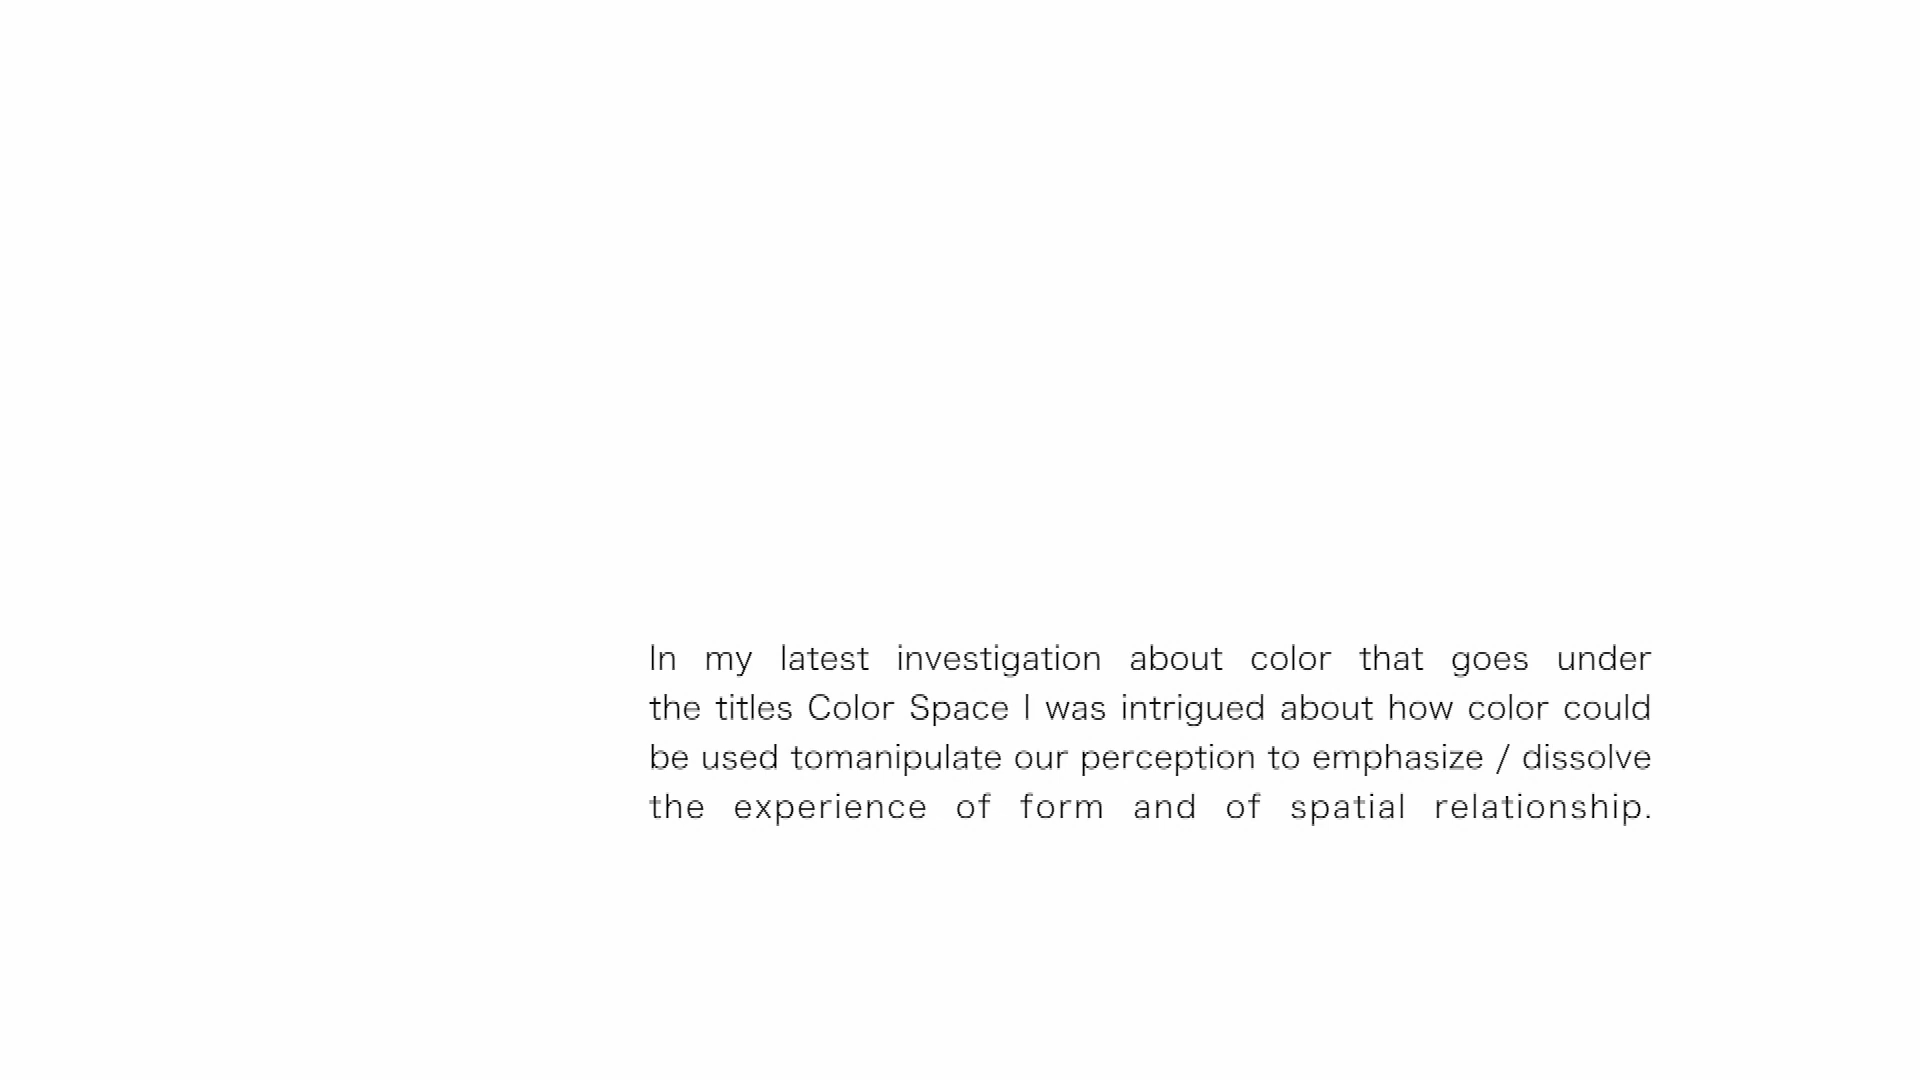 In my latest investigation about color that goes under
the titles Color Space I was intrigued about how color could
be used tomanipulate our perception to emphasize / dissolve
the experience of form and of spatial relationship.